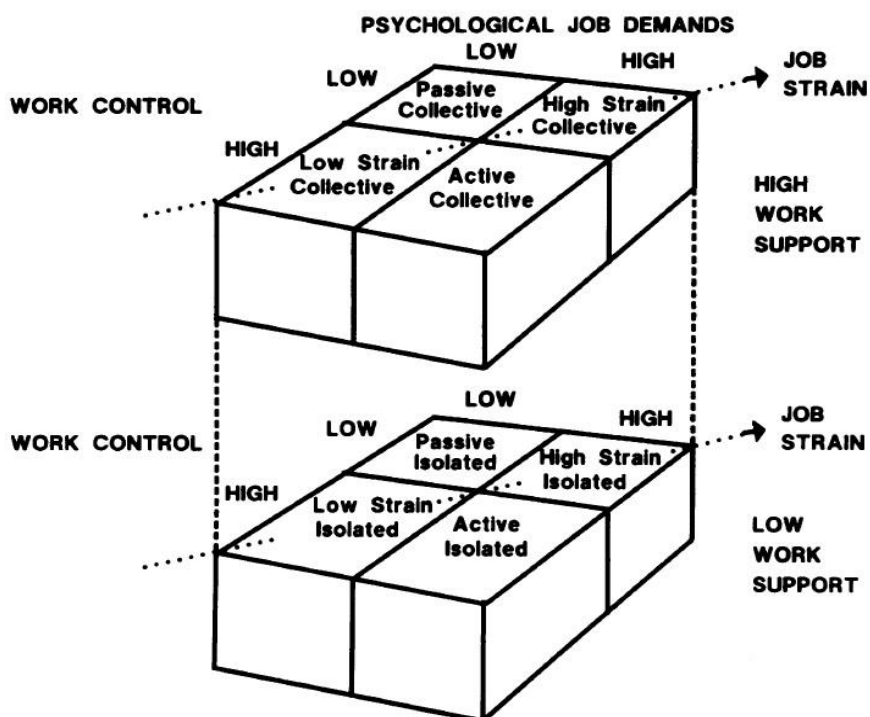 PSYCHOLOGICAL JOB DEMANDS
LOW
HIGH
JOB
STRAIN
LOW
WORK CONTROL
HIGH
Passive
Collective
High Strain
Collective
Low Strain
Collective
Active
Collective
HIGH
WORK
SUPPORT
LOW
HIGH
JOB
STRAIN
LOW
WORK CONTROL
HIGH
Passive
Isolated
High Strain
Isolated
Low Strain
Isolated
Active
Isolated
LOW
WORK
SUPPORT